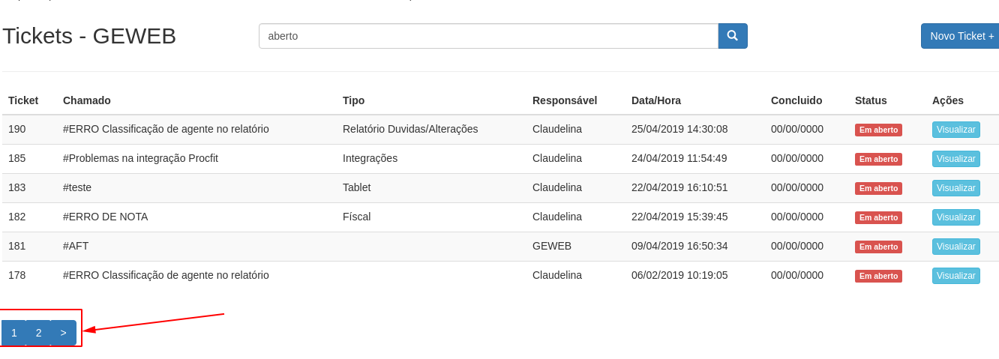 Tickets - GEWEB
aberto
Novo Ticket +
Ticket Chamado Tipo Responsável Data/Hora Concluido Status Ações
190 #ERRO Classificação de agente no relatório Relatório Duvidas/Alterações Claudelina 25/04/2019 14:30:08 00/00/0000 Em aberto Visualizar
185 #Problemas na integração Procfit Integrações Claudelina 24/04/2019 11:54:49 00/00/0000 Em aberto Visualizar
183 #teste Tablet Claudelina 22/04/2019 16:10:51 00/00/0000 Em aberto Visualizar
182 #ERRO DE NOTA Físcal Claudelina 22/04/2019 15:39:45 00/00/0000 Em aberto Visualizar
181 #AFT GEWEB 09/04/2019 16:50:34 00/00/0000 Em aberto Visualizar
178 #ERRO Classificação de agente no relatório Claudelina 06/02/2019 10:19:05 00/00/0000 Em aberto Visualizar
1 2 >